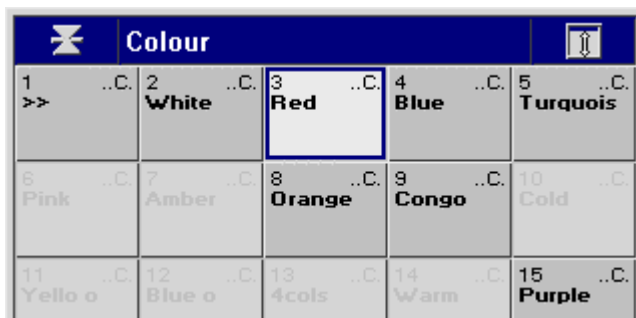 Colour
1 ..C. 2 ..C. 3 ..C. 4 ..C. 5 ..C.
>> White Red Blue Turquois
6 ..C. 7 ..C. 8 ..C. 9 ..C. 10 ..C.
Pink Amber Orange Congo Cold
11 ..C. 12 ..C. 13 ..C. 14 ..C. 15 ..C.
Yello o Blue o 4cols Warm Purple